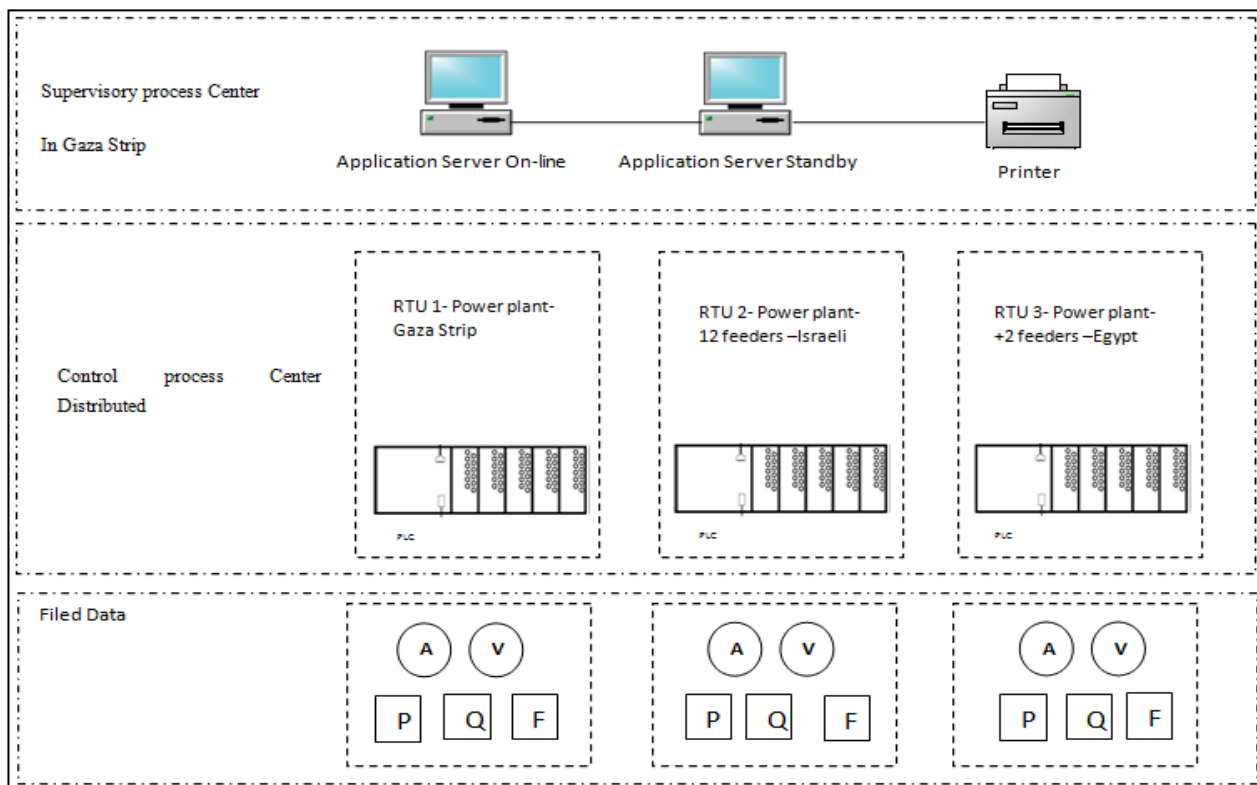 Supervisory process Center
In Gaza Strip
Application Server On-line
Application Server Standby
Printer
Control process Center
Distributed
RTU 1- Power plant-
Gaza Strip
PLC
RTU 2- Power plant-
12 feeders –Israeli
PLC
RTU 3- Power plant-
+2 feeders –Egypt
PLC
Filed Data
A V
P Q F
A V
P Q F
A V
P Q F